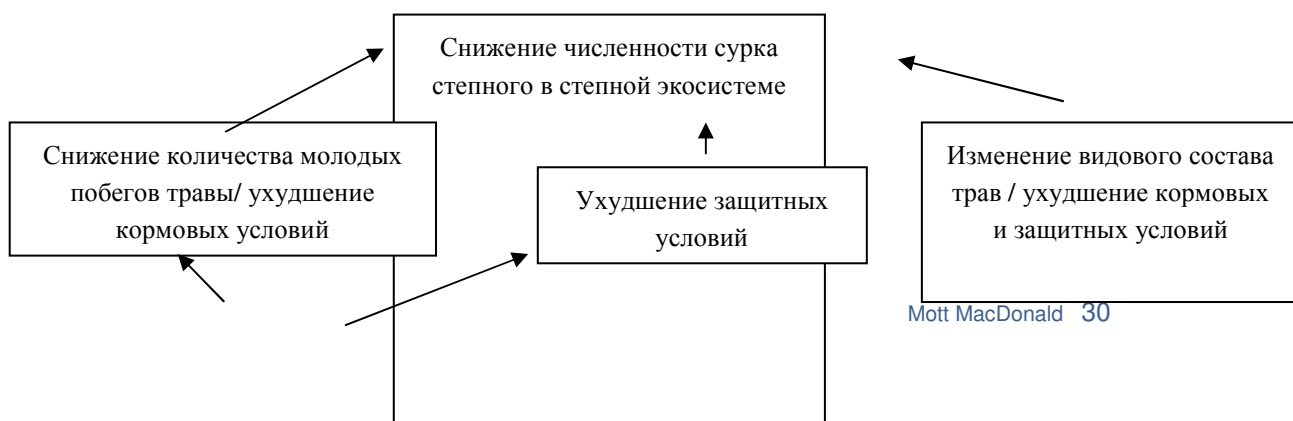 Снижение численности сурка
степного в степной экосистеме
Снижение количества молодых
побегов травы/ ухудшение
кормовых условий
Ухудшение защитных
условий
Изменение видового состава
трав / ухудшение кормовых
и защитных условий
Mott MacDonald 30